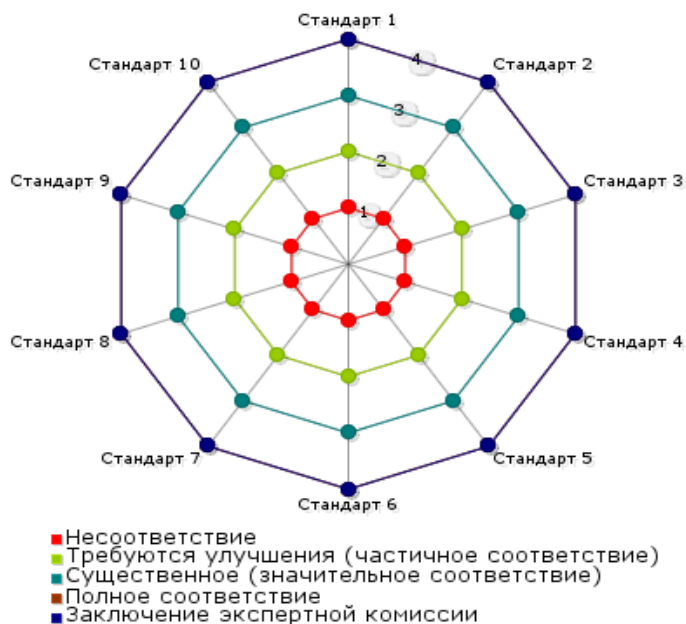 Стандарт 1
Стандарт 10
4
Стандарт 2
3
2
Стандарт 9
Стандарт 3
1
Стандарт 8
Стандарт 4
Стандарт 7
Стандарт 5
Стандарт 6
Несоответствие
Требуются улучшения (частичное соответствие)
Существенное (значительное соответствие)
Полное соответствие
Заключение экспертной комиссии